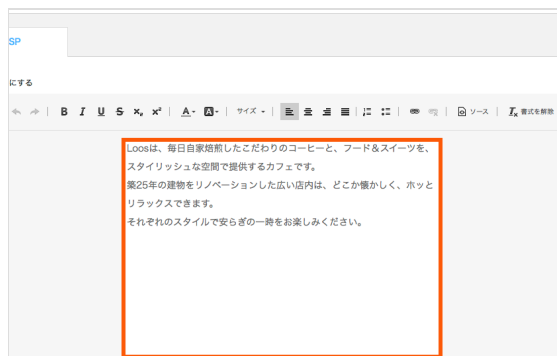 SP
にする
B I U S x₂ x² A A サイズ ソース Ix 書式を解除
Loosは、毎日自家焙煎したこだわりのコーヒーと、フード＆スイーツを、
スタイリッシュな空間で提供するカフェです。
築25年の建物をリノベーションした広い店内は、どこか懐かしく、ホッと
リラックスできます。
それぞれのスタイルで安らぎの一時をお楽しみください。